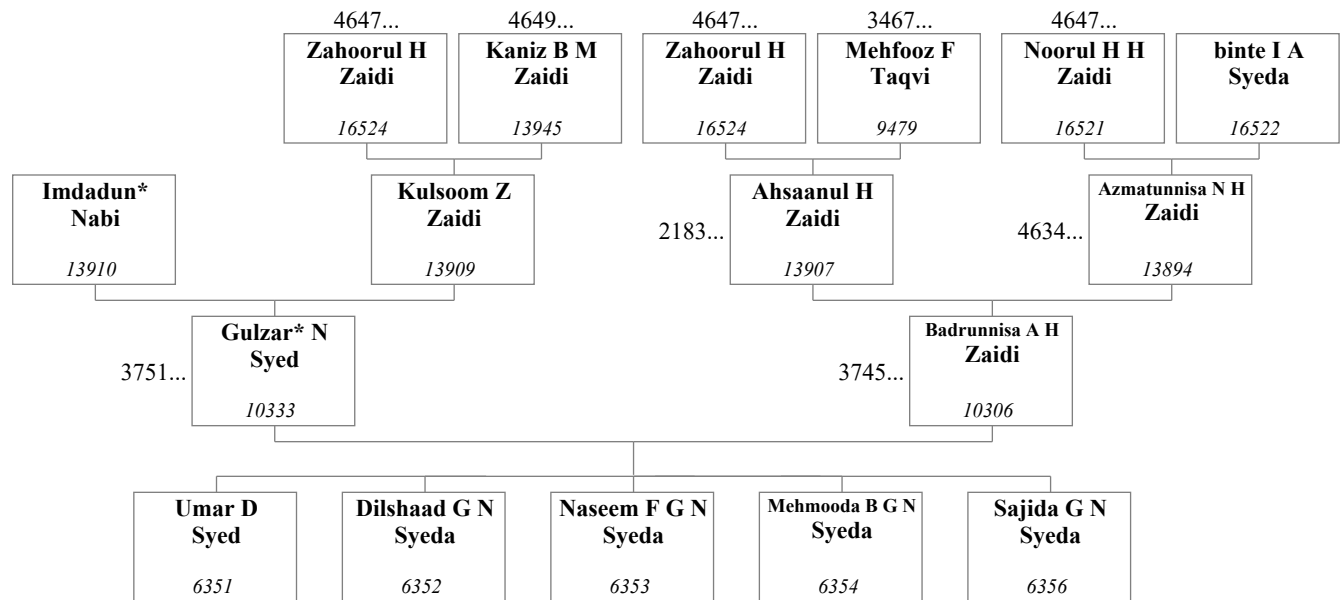 4647...
4649...
4647...
3467...
4647...
Zahoorul H
Zaidi
16524
Kaniz B M
Zaidi
13945
Zahoorul H
Zaidi
16524
Mehfooz F
Taqvi
9479
Noorul H H
Zaidi
16521
binte I A
Syeda
16522
Imdadun*
Nabi
13910
Kulsoom Z
Zaidi
13909
2183...
Ahsaanul H
Zaidi
13907
4634...
Azmatunnisa N H
Zaidi
13894
3751...
Gulzar* N
Syed
10333
3745...
Badrunnisa A H
Zaidi
10306
Umar D
Syed
6351
Dilshaad G N
Syeda
6352
Naseem F G N
Syeda
6353
Mehmooda B G N
Syeda
6354
Sajida G N
Syeda
6356